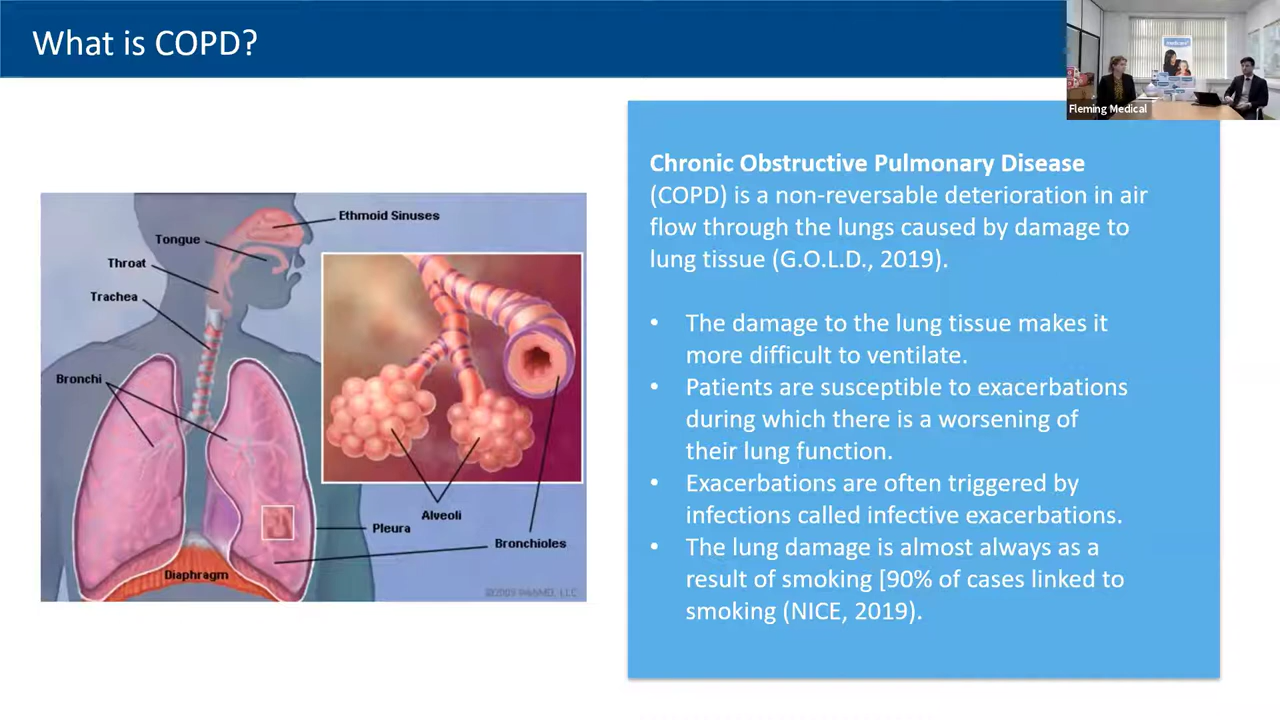 What is COPD?
Fleming Medical
Ethmoid Sinuses
Tongue
Throat
Trachea
Bronchi
Alveoli
Pleura
Bronchioles
Diaphragm
Chronic Obstructive Pulmonary Disease
(COPD) is a non-reversable deterioration in air
flow through the lungs caused by damage to
lung tissue (G.O.L.D., 2019).
• The damage to the lung tissue makes it
more difficult to ventilate.
• Patients are susceptible to exacerbations
during which there is a worsening of
their lung function.
• Exacerbations are often triggered by
infections called infective exacerbations.
• The lung damage is almost always as a
result of smoking [90% of cases linked to
smoking (NICE, 2019).